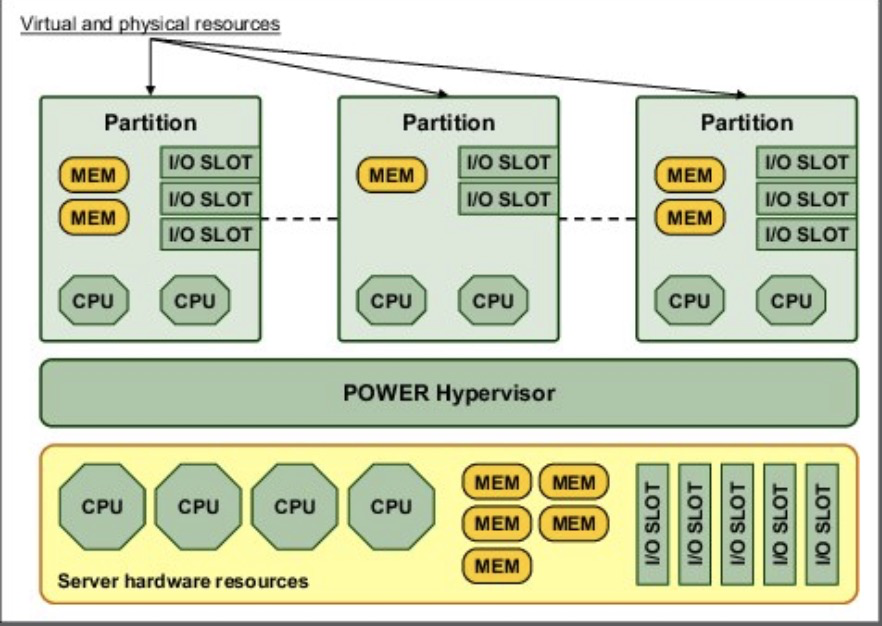 Virtual and physical resources
Partition
MEM
MEM
I/O SLOT
I/O SLOT
I/O SLOT
CPU
CPU
Partition
MEM
I/O SLOT
I/O SLOT
CPU
CPU
Partition
MEM
MEM
I/O SLOT
I/O SLOT
I/O SLOT
CPU
CPU
POWER Hypervisor
CPU
CPU
CPU
CPU
MEM
MEM
MEM
MEM
MEM
I/O SLOT
I/O SLOT
I/O SLOT
I/O SLOT
I/O SLOT
Server hardware resources